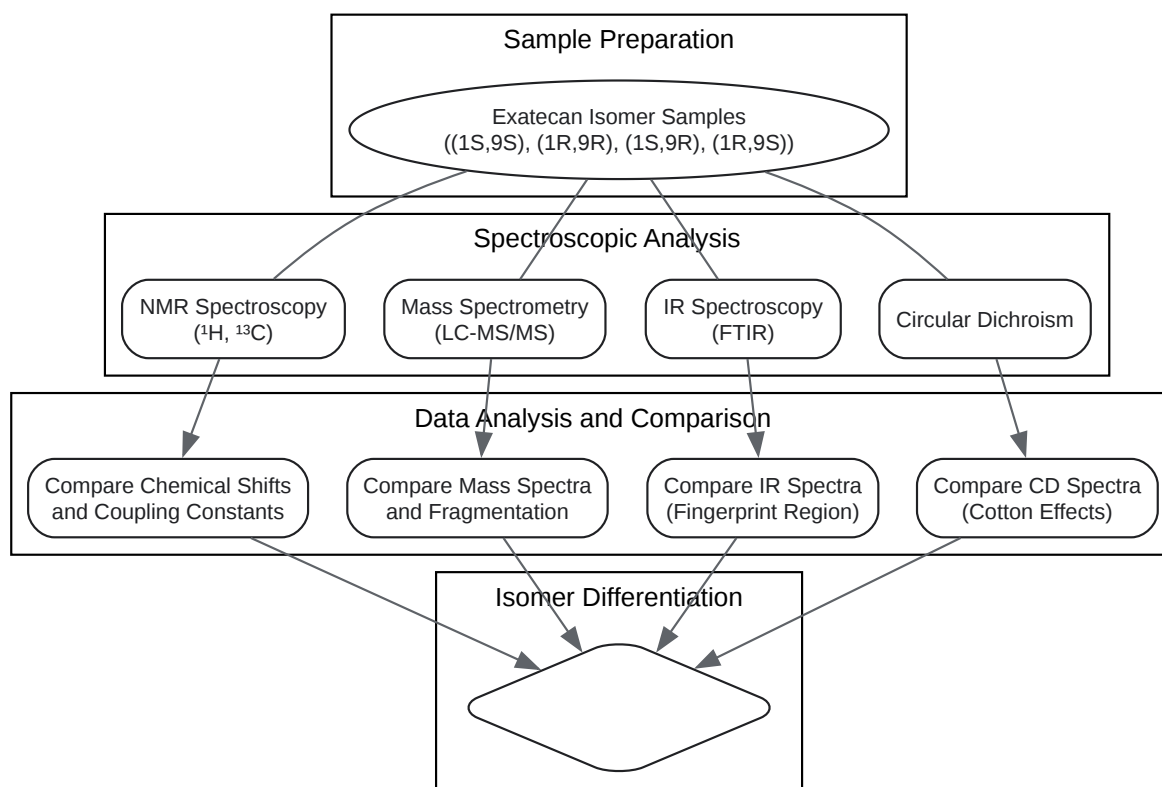 Sample Preparation
Exatecan Isomer Samples
((1S,9S), (1R,9R), (1S,9R), (1R,9S))
Spectroscopic Analysis
NMR Spectroscopy
(¹H, ¹³C)
Mass Spectrometry
(LC-MS/MS)
IR Spectroscopy
(FTIR)
Circular Dichroism
Data Analysis and Comparison
Compare Chemical Shifts
and Coupling Constants
Compare Mass Spectra
and Fragmentation
Compare IR Spectra
(Fingerprint Region)
Compare CD Spectra
(Cotton Effects)
Isomer Differentiation